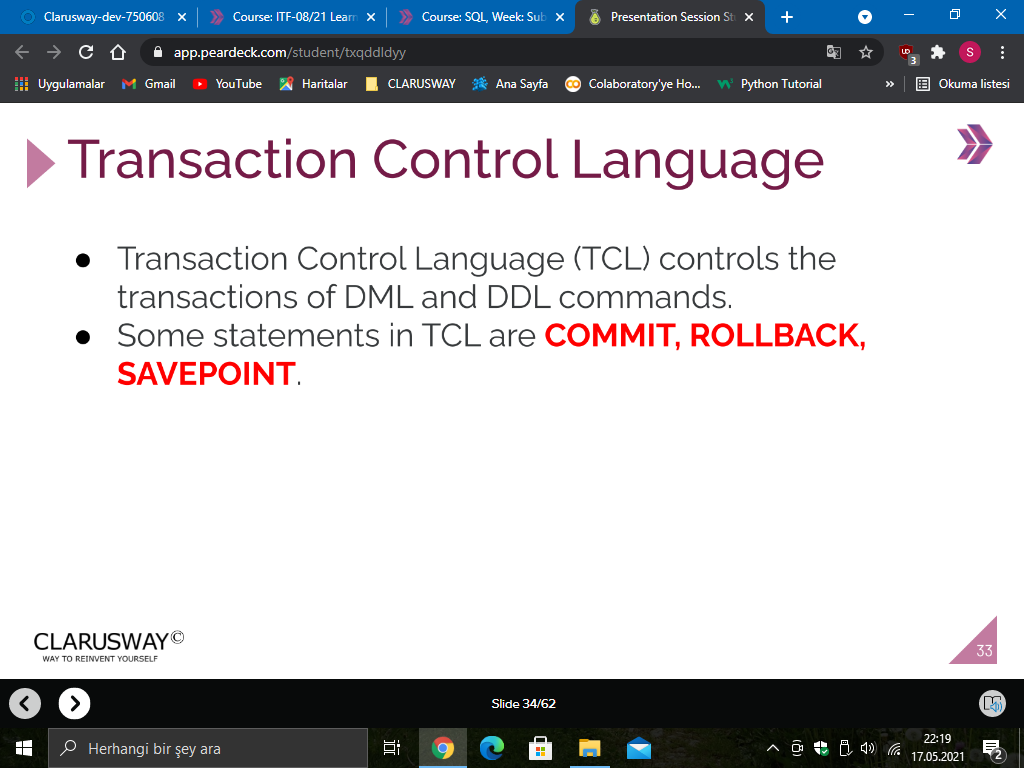 Clarusway-dev-750608
Course: ITF-08/21 Learn
Course: SQL, Week: Sub
Presentation Session St
app.peardeck.com/student/txqddldyy
3
S
Uygulamalar
Gmail
YouTube
Haritalar
CLARUSWAY
Ana Sayfa
Colaboratory'ye Ho...
Python Tutorial
»
Okuma listesi
Transaction Control Language
● Transaction Control Language (TCL) controls the
transactions of DML and DDL commands.
● Some statements in TCL are COMMIT, ROLLBACK,
SAVEPOINT.
CLARUSWAY©
WAY TO REINVENT YOURSELF
33
Slide 34/62
Herhangi bir şey ara
22:19
17.05.2021
2